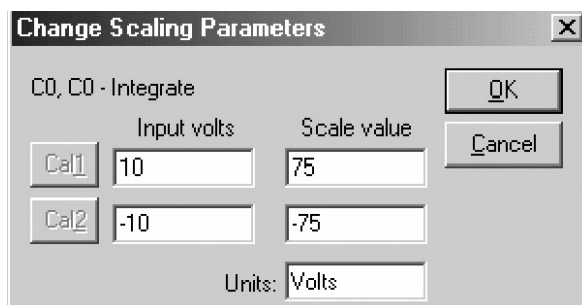 Change Scaling Parameters
C0, C0 - Integrate
OK
Input volts Scale value
Cancel
Cal1 10 75
Cal2 -10 -75
Units: Volts